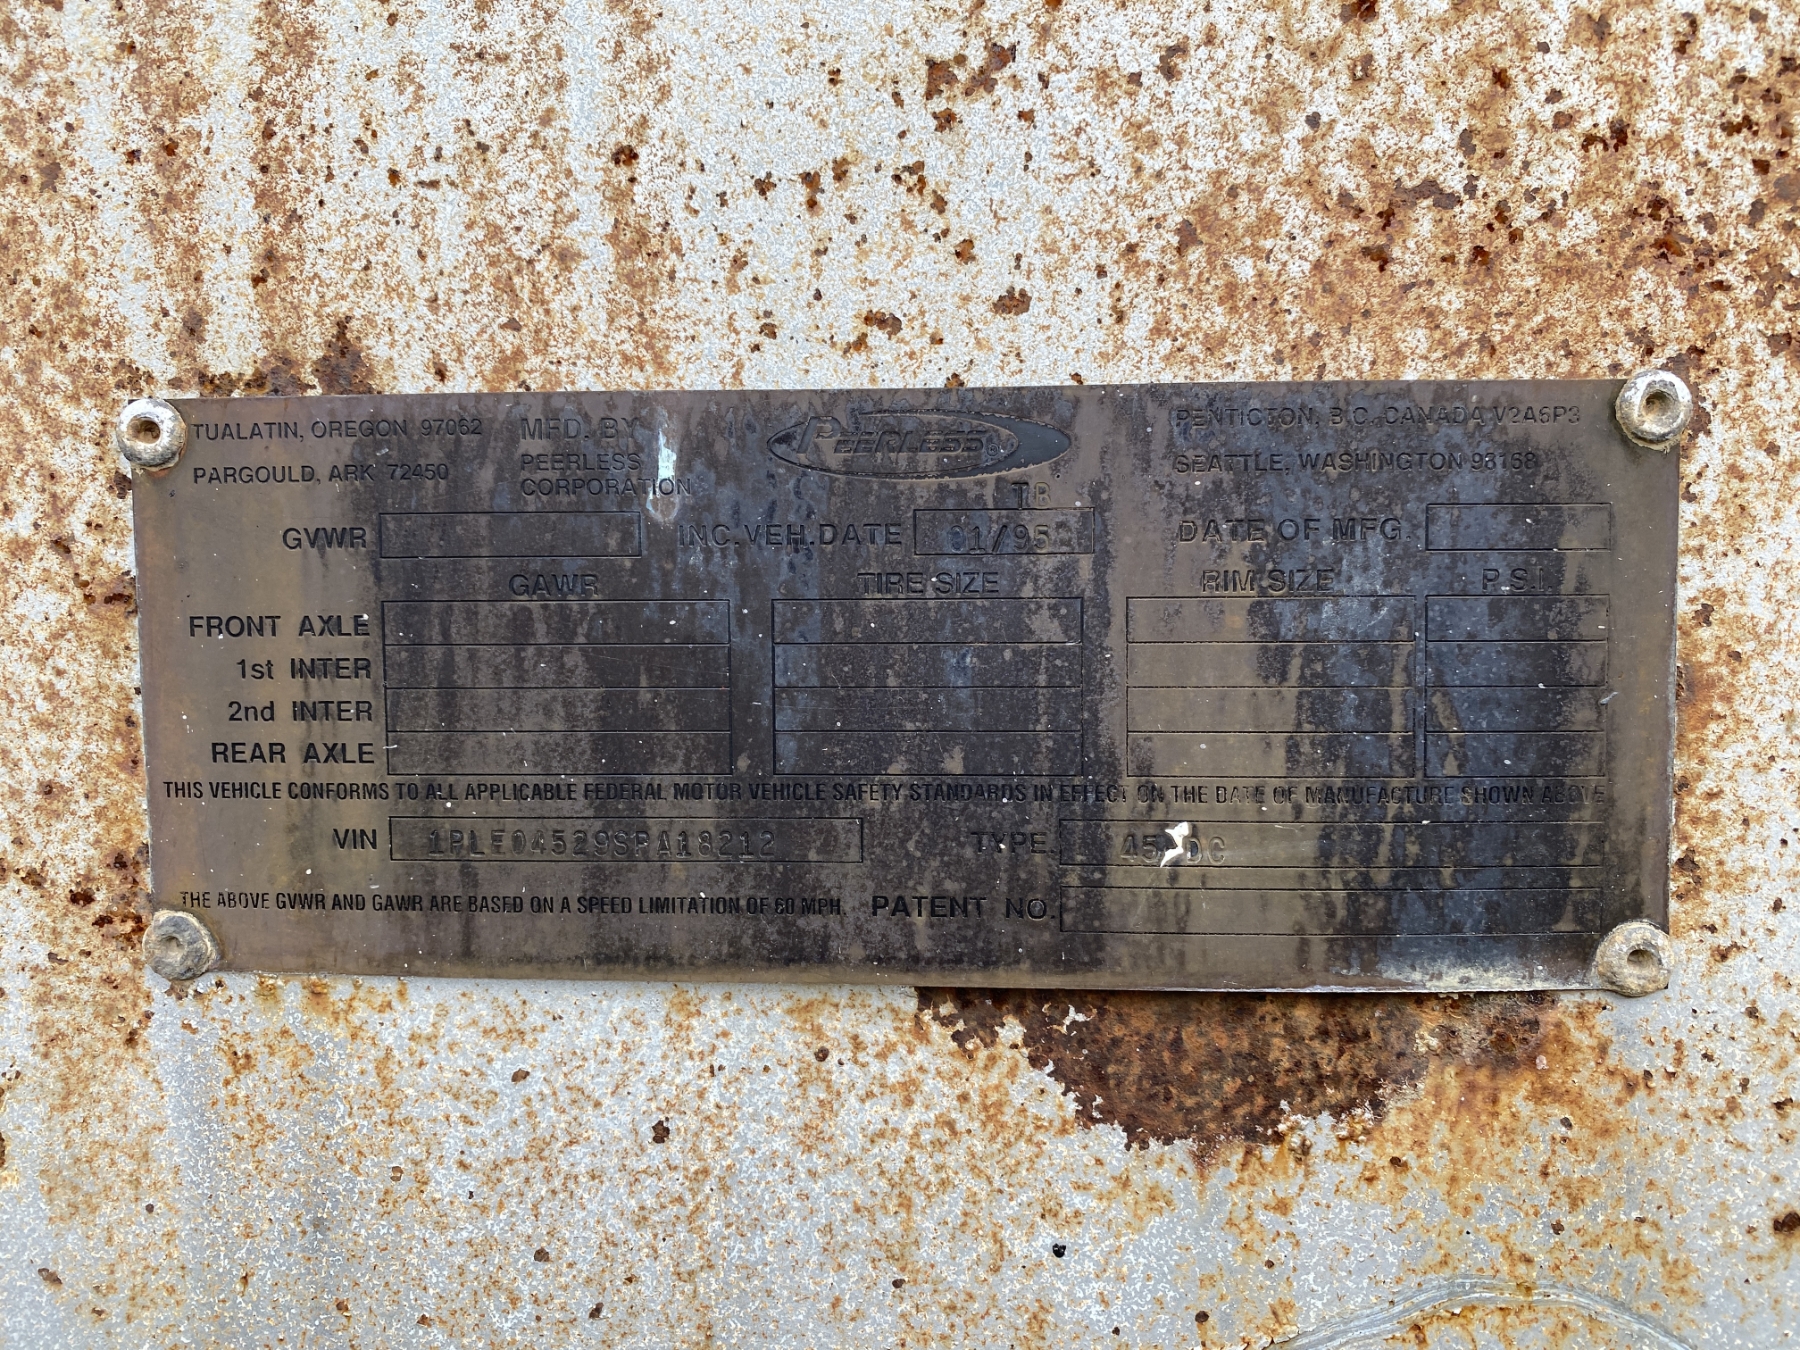 TUALATIN, OREGON 97062
PARGOULD, ARK 72450
MFD. BY
PEERLESS
CORPORATION
PEERLESS®
PENTICTON, B.C. CANADA V2A6P3
SEATTLE, WASHINGTON 98168
GVWR
INC. VEH. DATE
TB
01/95
DATE OF MFG.
GAWR TIRE SIZE RIM SIZE P.S.I.
FRONT AXLE
1st INTER
2nd INTER
REAR AXLE
THIS VEHICLE CONFORMS TO ALL APPLICABLE FEDERAL MOTOR VEHICLE SAFETY STANDARDS IN EFFECT ON THE DATE OF MANUFACTURE SHOWN ABOVE
VIN 1PLE04529SPA18212 TYPE
THE ABOVE GVWR AND GAWR ARE BASED ON A SPEED LIMITATION OF 60 MPH. PATENT NO.